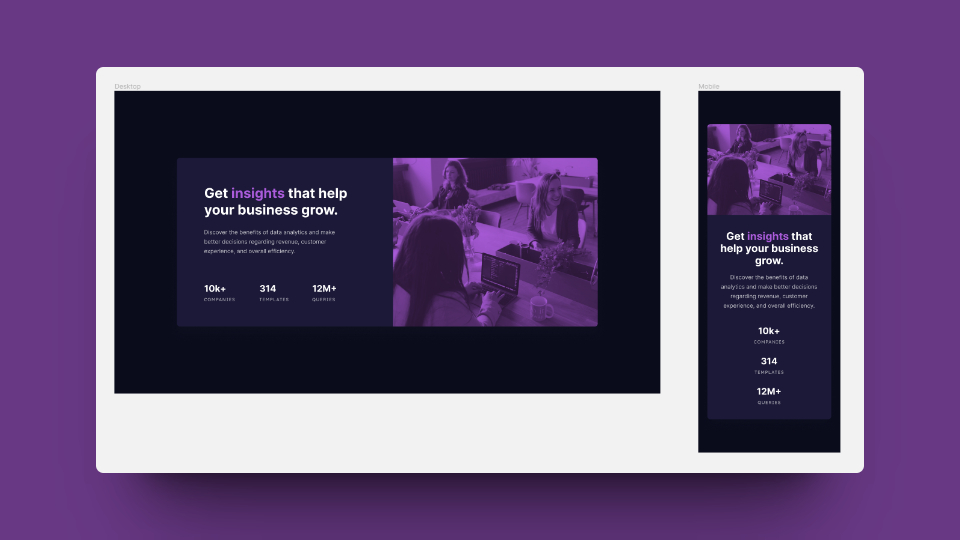 Desktop
Get insights that help
your business grow.
Discover the benefits of data analytics and make
better decisions regarding revenue, customer
experience, and overall efficiency.
10k+
COMPANIES
314
TEMPLATES
12M+
QUERIES
Mobile
Get insights that
help your business
grow.
Discover the benefits of data
analytics and make better decisions
regarding revenue, customer
experience, and overall efficiency.
10k+
COMPANIES
314
TEMPLATES
12M+
QUERIES